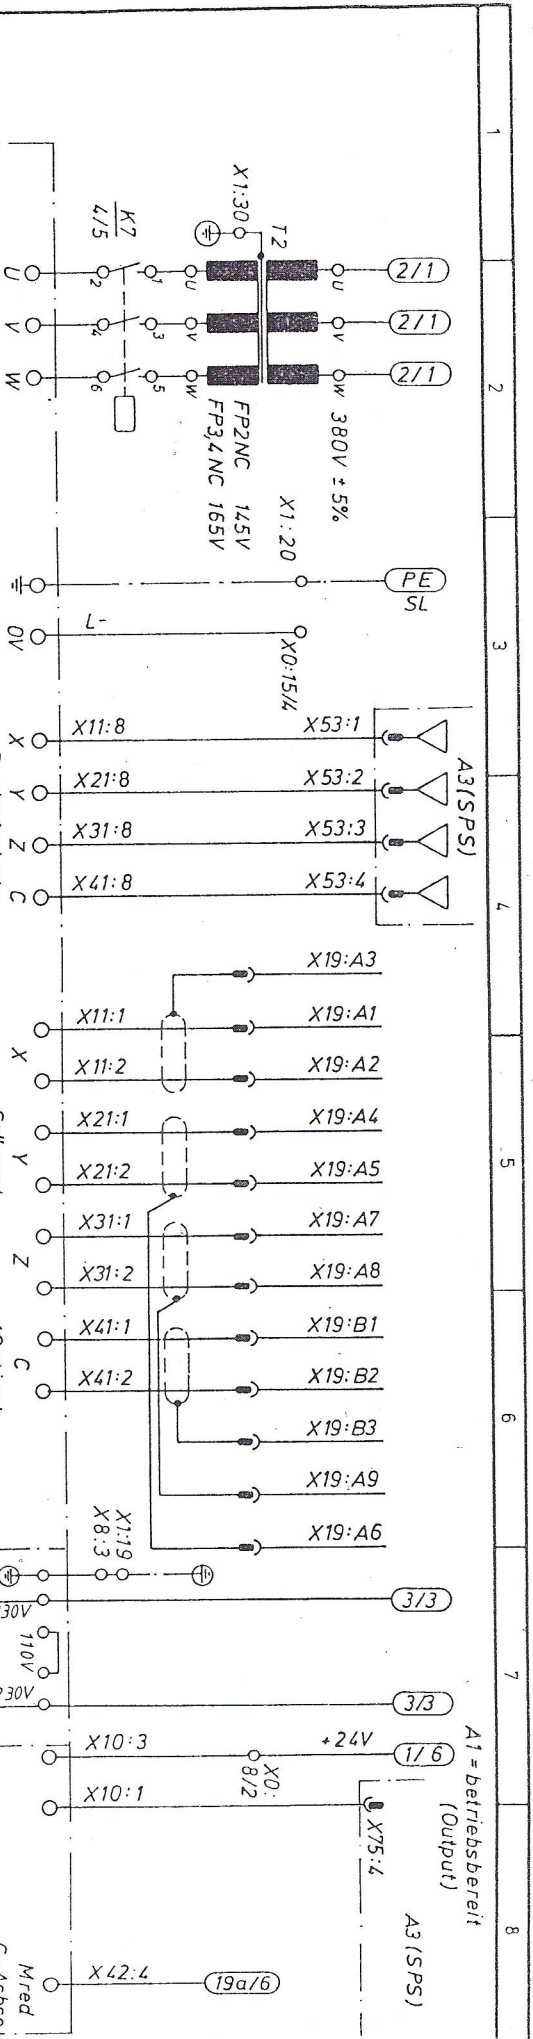 1
2
3
4
5
6
7
8
2/1
2/1
2/1
U
V
W
380V ± 5%
T2
X1:30
FP2NC 145V
FP3,4NC 165V
U
V
W
1
3
5
2
4
6
K7
4/5
U
V
W
PE
SL
X1:20
X0:15/4
L-
0V
A3(SPS)
X53:1
X53:2
X53:3
X53:4
X11:8
X21:8
X31:8
X41:8
X
Y
Z
C
X19:A3
X19:A1
X19:A2
X19:A4
X19:A5
X19:A7
X19:A8
X19:B1
X19:B2
X19:B3
X19:A9
X19:A6
X11:1
X11:2
X21:1
X21:2
X31:1
X31:2
X41:1
X41:2
X
Y
Z
C
X1:19
X8:3
3/3
3/3
110V
A1 = betriebsbereit
(Output)
1/6
+24V
X0:
8/2
X10:3
X10:1
X75:4
A3(SPS)
19a/6
X42:4
Mred